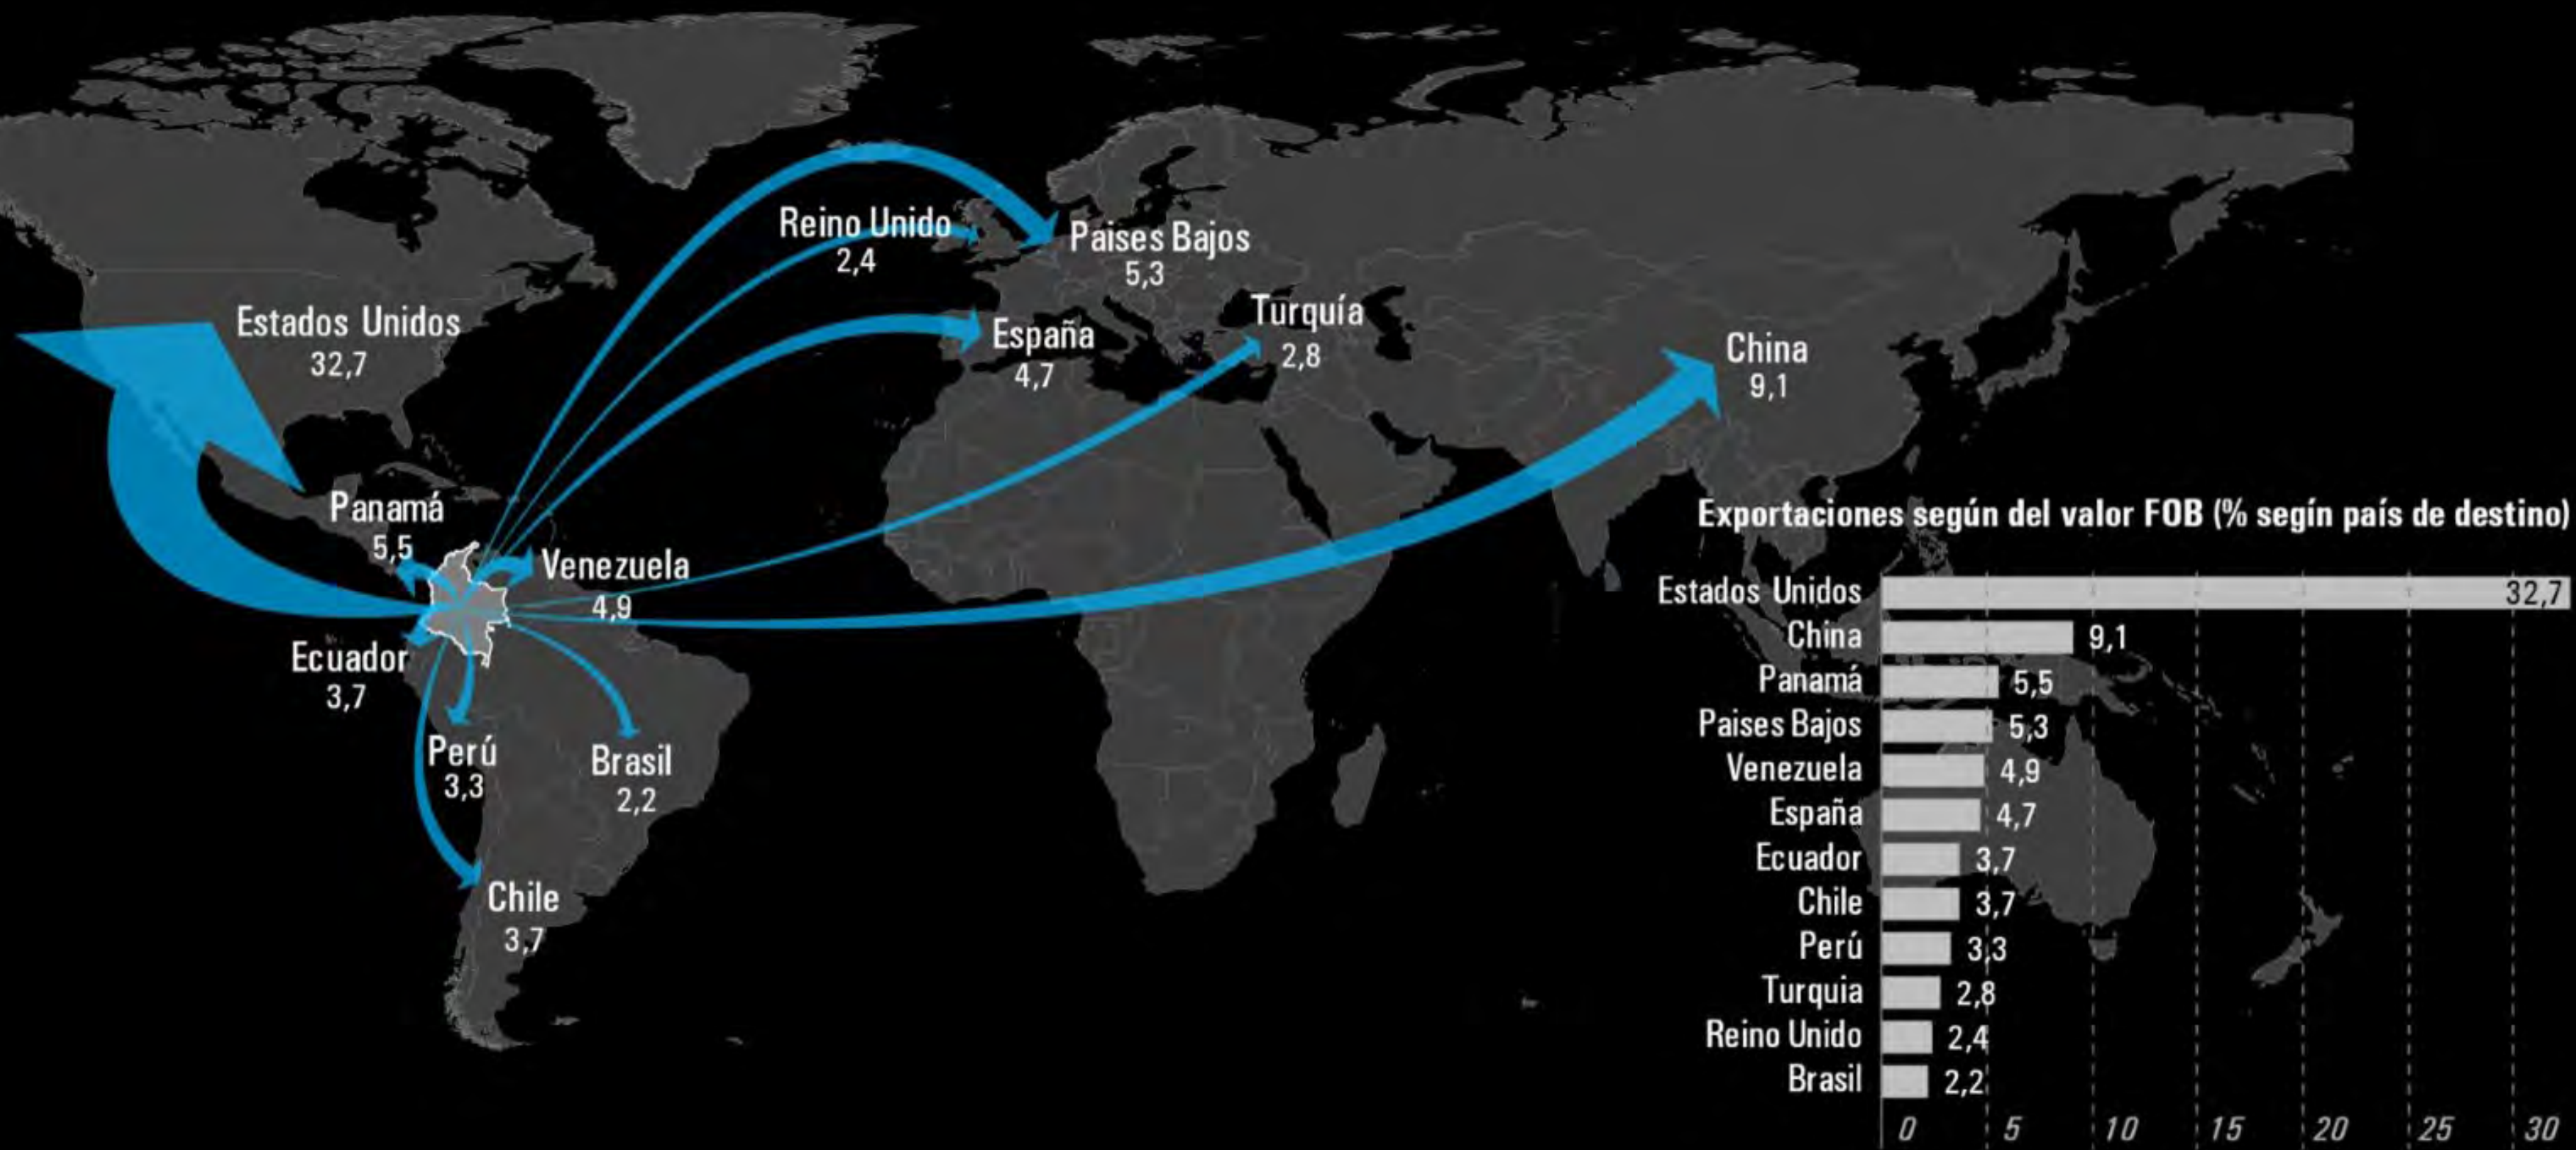 Reino Unido
2,4
Paises Bajos
5,3
Estados Unidos
32,7
España
4,7
Turquía
2,8
China
9,1
Panamá
5,5
Venezuela
4,9
Ecuador
3,7
Perú
3,3
Brasil
2,2
Chile
3,7
Exportaciones según del valor FOB (% segín país de destino)
Estados Unidos 32,7
China 9,1
Panamá 5,5
Paises Bajos 5,3
Venezuela 4,9
España 4,7
Ecuador 3,7
Chile 3,7
Perú 3,3
Turquia 2,8
Reino Unido 2,4
Brasil 2,2
0 5 10 15 20 25 30